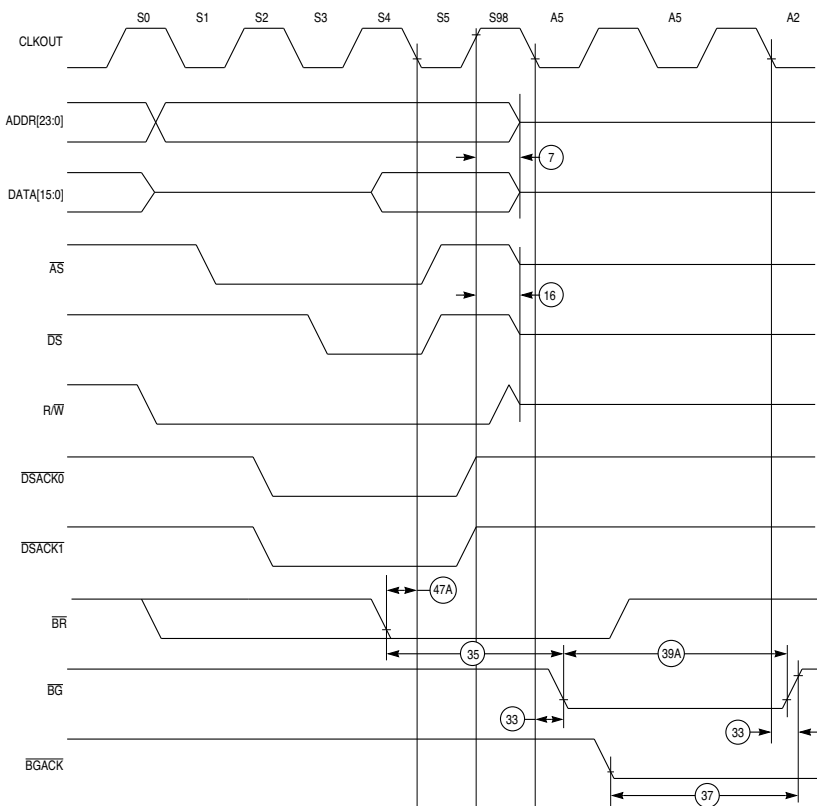 S0 S1 S2 S3 S4 S5 S98 A5 A5 A2
CLKOUT
ADDR[23:0]
7
DATA[15:0]
AS
16
DS
R/W
DSACK0
DSACK1
47A
BR
35 39A
BG
33 33
BGACK
37